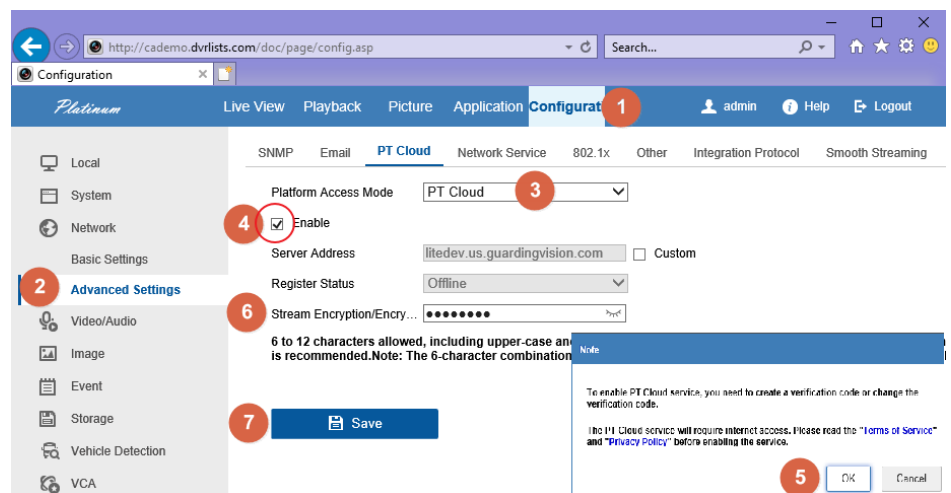 http://cademo.dvrlists.com/doc/page/config.asp
Search...
Configuration
Platinum
Live View Playback Picture Application Configurat 1 admin Help Logout
SNMP Email PT Cloud Network Service 802.1x Other Integration Protocol Smooth Streaming
Local
System
Network
Basic Settings
2 Advanced Settings
Video/Audio
Image
Event
Storage
Vehicle Detection
VCA
Platform Access Mode PT Cloud 3
4 Enable
Server Address litedev.us.guardingvision.com Custom
Register Status Offline
6 Stream Encryption/Encry... ●●●●●●●●
6 to 12 characters allowed, including upper-case an
is recommended.Note: The 6-character combination
7 Save
Note
To enable PT Cloud service, you need to create a verification code or change the
verification code.
The PT Cloud service will require internet access. Please read the "Terms of Service"
and "Privacy Policy" before enabling the service.
5 OK Cancel